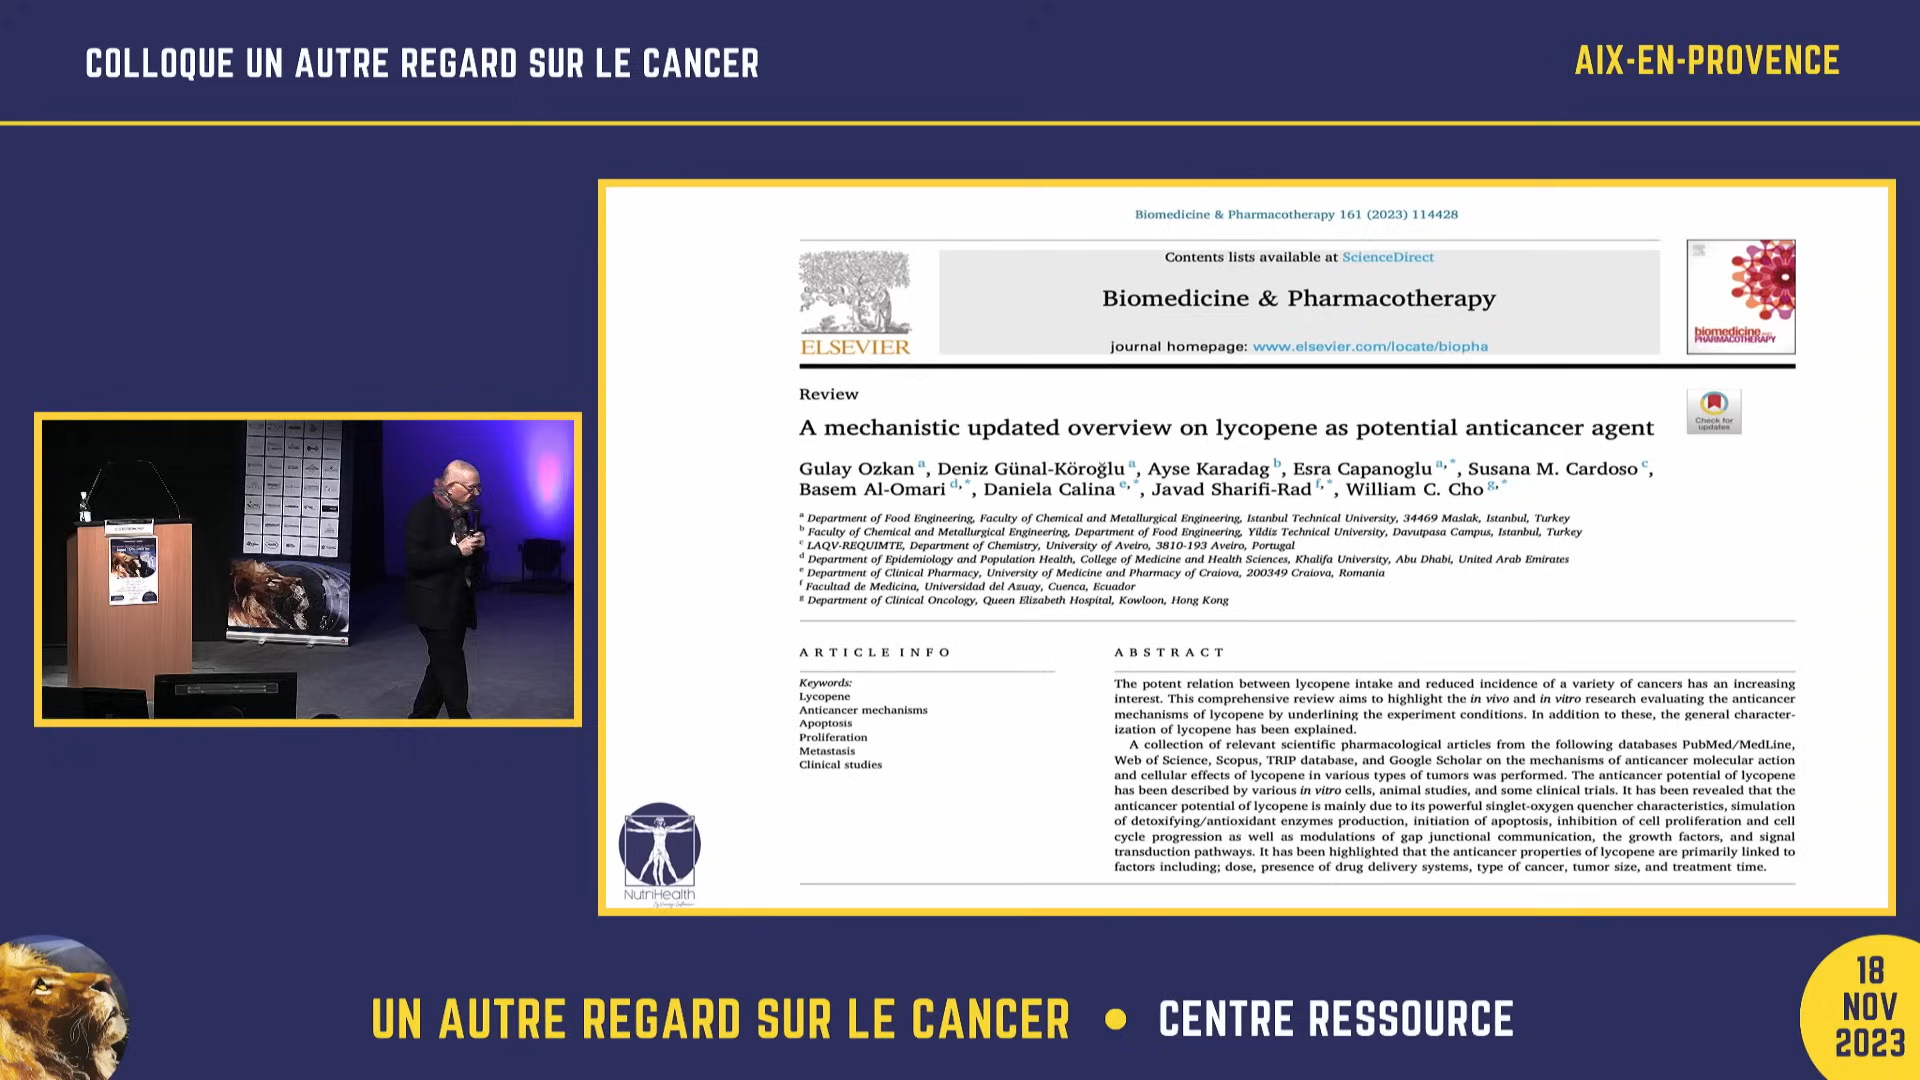 COLLOQUE UN AUTRE REGARD SUR LE CANCER
AIX-EN-PROVENCE
Biomedicine & Pharmacotherapy 161 (2023) 114428
Contents lists available at ScienceDirect
Biomedicine & Pharmacotherapy
journal homepage: www.elsevier.com/locate/biopha
ELSEVIER
biomedicine
PHARMACOTHERAPY
Review
Check for
updates
A mechanistic updated overview on lycopene as potential anticancer agent
Gulay Ozkan a, Deniz Günal-Köroğlu a, Ayse Karadag b, Esra Capanoglu a,*, Susana M. Cardoso c,
Basem Al-Omari d,*, Daniela Calina e,*, Javad Sharifi-Rad f,*, William C. Cho g,*
a Department of Food Engineering, Faculty of Chemical and Metallurgical Engineering, Istanbul Technical University, 34469 Maslak, Istanbul, Turkey
b Faculty of Chemical and Metallurgical Engineering, Department of Food Engineering, Yildiz Technical University, Davutpasa Campus, Istanbul, Turkey
c LAQV-REQUIMTE, Department of Chemistry, University of Aveiro, 3810-193 Aveiro, Portugal
d Department of Epidemiology and Population Health, College of Medicine and Health Sciences, Khalifa University, Abu Dhabi, United Arab Emirates
e Department of Clinical Pharmacy, University of Medicine and Pharmacy of Craiova, 200349 Craiova, Romania
f Facultad de Medicina, Universidad del Azuay, Cuenca, Ecuador
g Department of Clinical Oncology, Queen Elizabeth Hospital, Kowloon, Hong Kong
ARTICLE INFO
Keywords:
Lycopene
Anticancer mechanisms
Apoptosis
Proliferation
Metastasis
Clinical studies
ABSTRACT
The potent relation between lycopene intake and reduced incidence of a variety of cancers has an increasing
interest. This comprehensive review aims to highlight the in vivo and in vitro research evaluating the anticancer
mechanisms of lycopene by underlining the experiment conditions. In addition to these, the general character-
ization of lycopene has been explained.
A collection of relevant scientific pharmacological articles from the following databases PubMed/MedLine,
Web of Science, Scopus, TRIP database, and Google Scholar on the mechanisms of anticancer molecular action
and cellular effects of lycopene in various types of tumors was performed. The anticancer potential of lycopene
has been described by various in vitro cells, animal studies, and some clinical trials. It has been revealed that the
anticancer potential of lycopene is mainly due to its powerful singlet-oxygen quencher characteristics, simulation
of detoxifying/antioxidant enzymes production, initiation of apoptosis, inhibition of cell proliferation and cell
cycle progression as well as modulations of gap junctional communication, the growth factors, and signal
transduction pathways. It has been highlighted that the anticancer properties of lycopene are primarily linked to
factors including; dose, presence of drug delivery systems, type of cancer, tumor size, and treatment time.
NutriHealth
UN AUTRE REGARD SUR LE CANCER • CENTRE RESSOURCE
18
NOV
2023